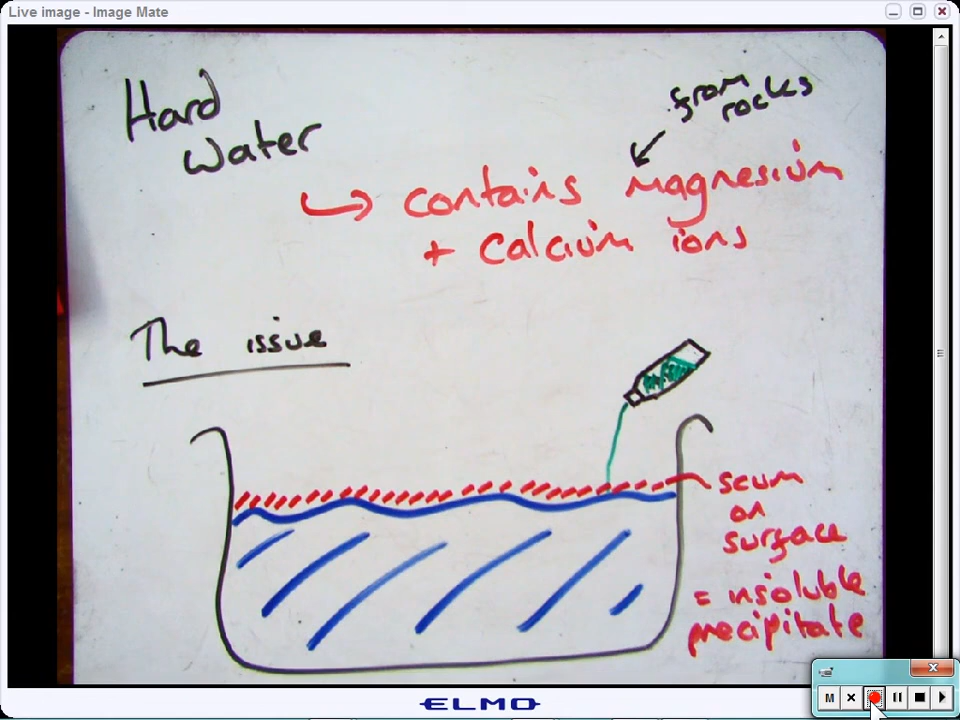 Live image - Image Mate
Hard
water
from
rocks
↪ contains magnesium
+ calcium ions
The issue
scum
on
surface
= insoluble
precipitate
M
ELMO